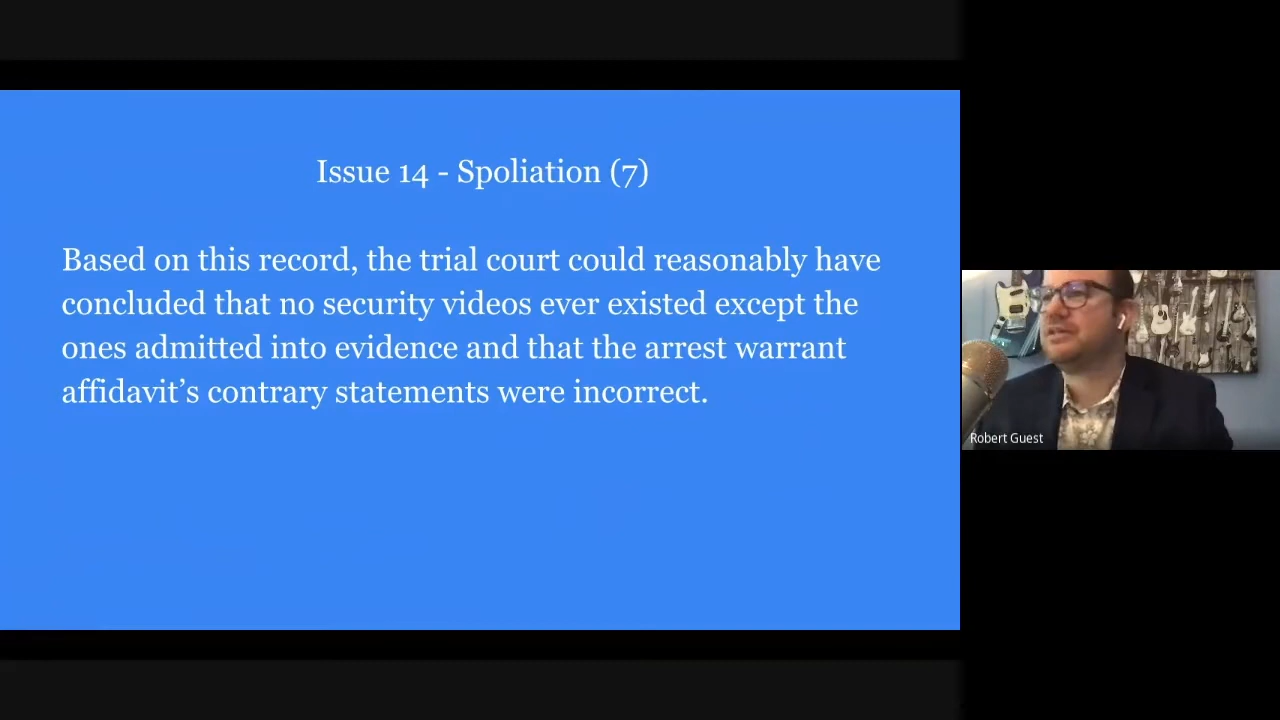 Issue 14 - Spoliation (7)
Based on this record, the trial court could reasonably have
concluded that no security videos ever existed except the
ones admitted into evidence and that the arrest warrant
affidavit’s contrary statements were incorrect.
Robert Guest